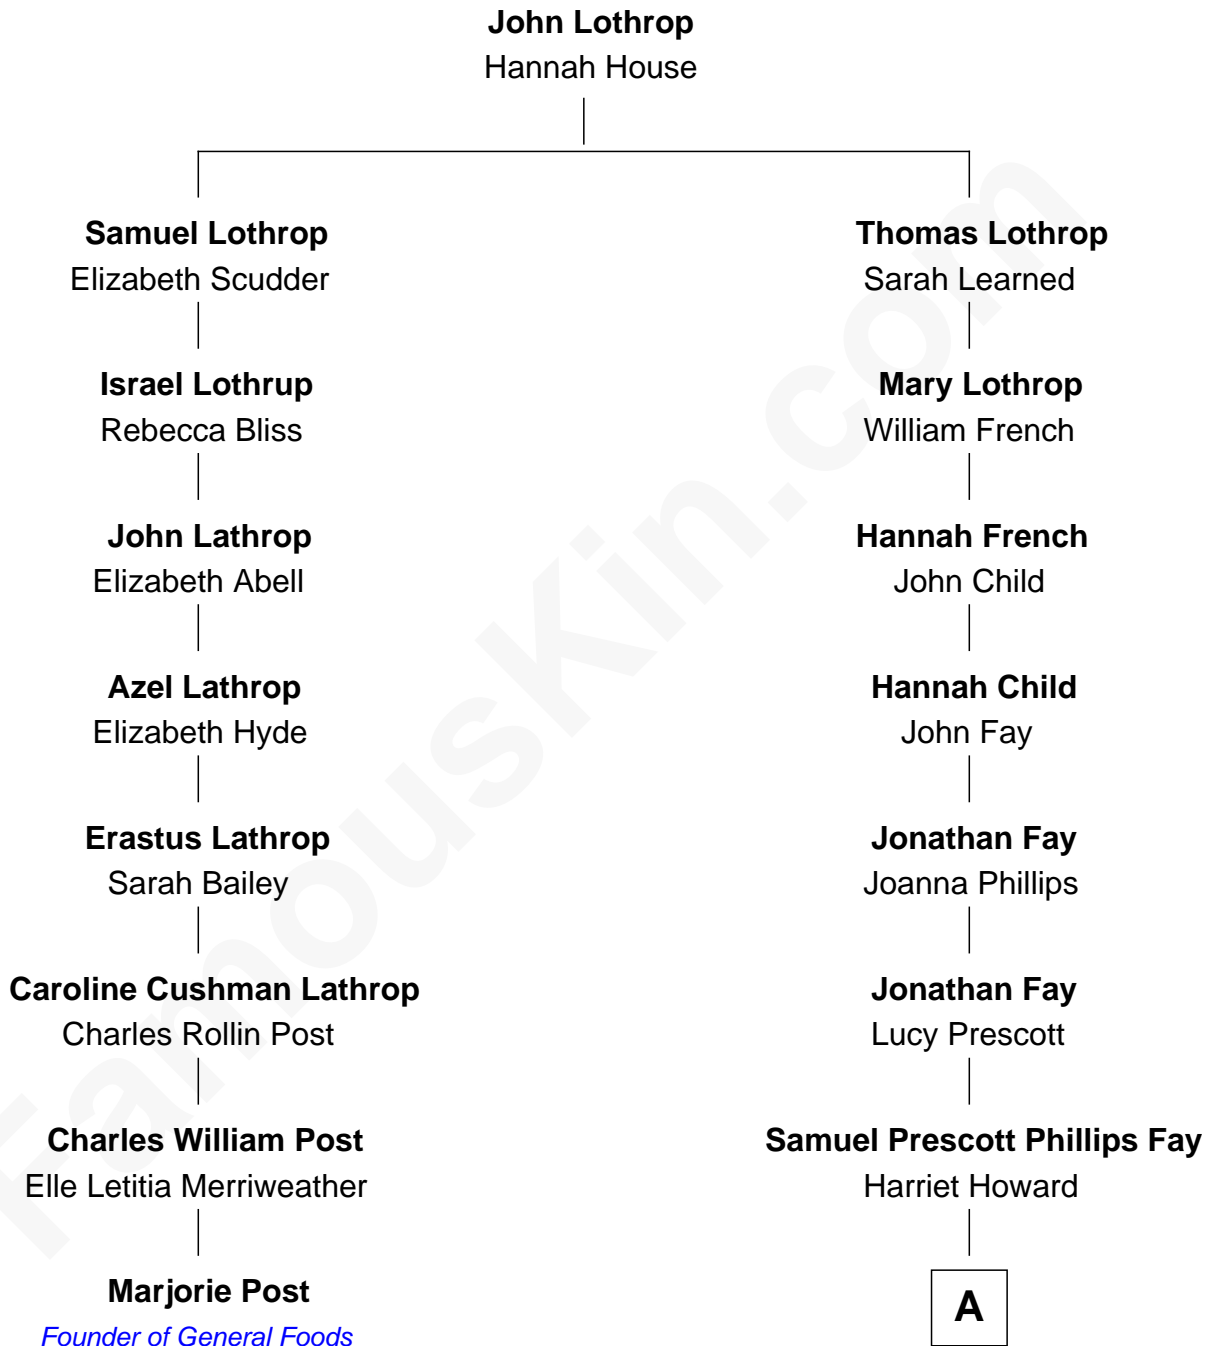 John Lothrop
Hannah House
Samuel Lothrop
Elizabeth Scudder
Israel Lothrup
Rebecca Bliss
John Lathrop
Elizabeth Abell
Azel Lathrop
Elizabeth Hyde
Erastus Lathrop
Sarah Bailey
Caroline Cushman Lathrop
Charles Rollin Post
Charles William Post
Elle Letitia Merriweather
Marjorie Post
Founder of General Foods
Thomas Lothrop
Sarah Learned
Mary Lothrop
William French
Hannah French
John Child
Hannah Child
John Fay
Jonathan Fay
Joanna Phillips
Jonathan Fay
Lucy Prescott
Samuel Prescott Phillips Fay
Harriet Howard
A
FamousKin.com